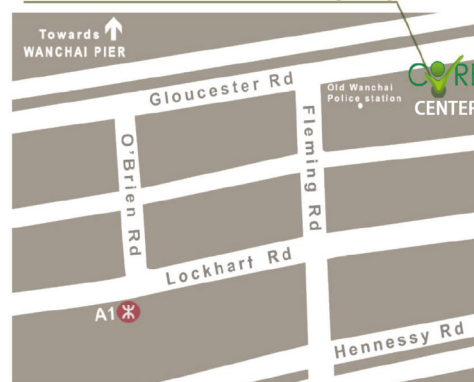 Towards
WANCHAI PIER
Gloucester Rd
Old Wanchai
Police station
CORE
CENTER
O'Brien Rd
Fleming Rd
Lockhart Rd
A1
Hennessy Rd